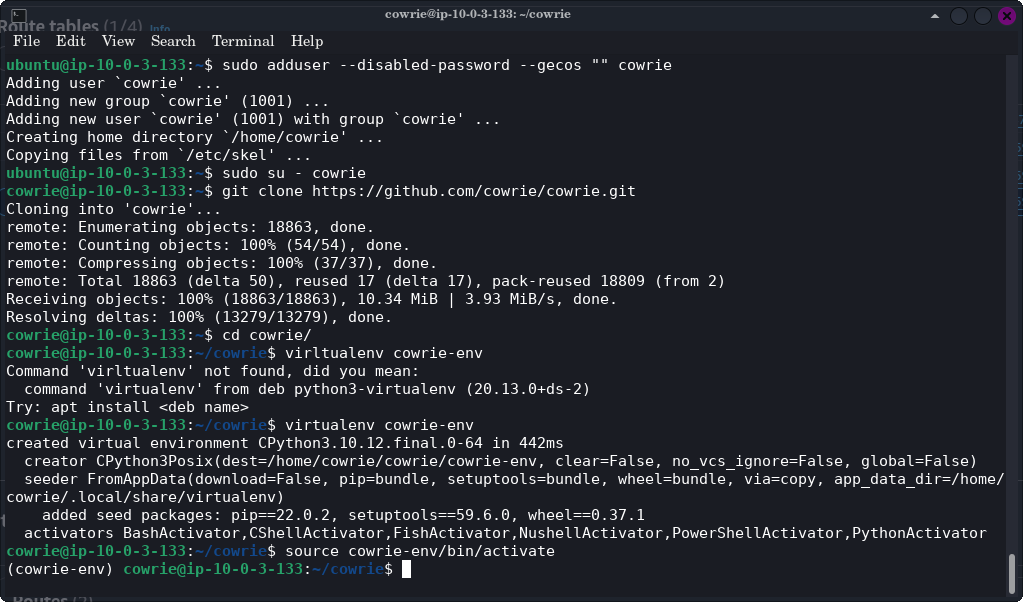 cowrie@ip-10-0-3-133: ~/cowrie
Route tables (1/4) Info
File Edit View Search Terminal Help
ubuntu@ip-10-0-3-133:~$ sudo adduser --disabled-password --gecos "" cowrie
Adding user `cowrie' ...
Adding new group `cowrie' (1001) ...
Adding new user `cowrie' (1001) with group `cowrie' ...
Creating home directory `/home/cowrie' ...
Copying files from `/etc/skel' ...
ubuntu@ip-10-0-3-133:~$ sudo su - cowrie
cowrie@ip-10-0-3-133:~$ git clone https://github.com/cowrie/cowrie.git
Cloning into 'cowrie'...
remote: Enumerating objects: 18863, done.
remote: Counting objects: 100% (54/54), done.
remote: Compressing objects: 100% (37/37), done.
remote: Total 18863 (delta 50), reused 17 (delta 17), pack-reused 18809 (from 2)
Receiving objects: 100% (18863/18863), 10.34 MiB | 3.93 MiB/s, done.
Resolving deltas: 100% (13279/13279), done.
cowrie@ip-10-0-3-133:~$ cd cowrie/
cowrie@ip-10-0-3-133:~/cowrie$ virltualenv cowrie-env
Command 'virltualenv' not found, did you mean:
  command 'virtualenv' from deb python3-virtualenv (20.13.0+ds-2)
Try: apt install <deb name>
cowrie@ip-10-0-3-133:~/cowrie$ virtualenv cowrie-env
created virtual environment CPython3.10.12.final.0-64 in 442ms
  creator CPython3Posix(dest=/home/cowrie/cowrie/cowrie-env, clear=False, no_vcs_ignore=False, global=False)
  seeder FromAppData(download=False, pip=bundle, setuptools=bundle, wheel=bundle, via=copy, app_data_dir=/home/
cowrie/.local/share/virtualenv)
    added seed packages: pip==22.0.2, setuptools==59.6.0, wheel==0.37.1
  activators BashActivator,CShellActivator,FishActivator,NushellActivator,PowerShellActivator,PythonActivator
cowrie@ip-10-0-3-133:~/cowrie$ source cowrie-env/bin/activate
(cowrie-env) cowrie@ip-10-0-3-133:~/cowrie$
Routes (2)